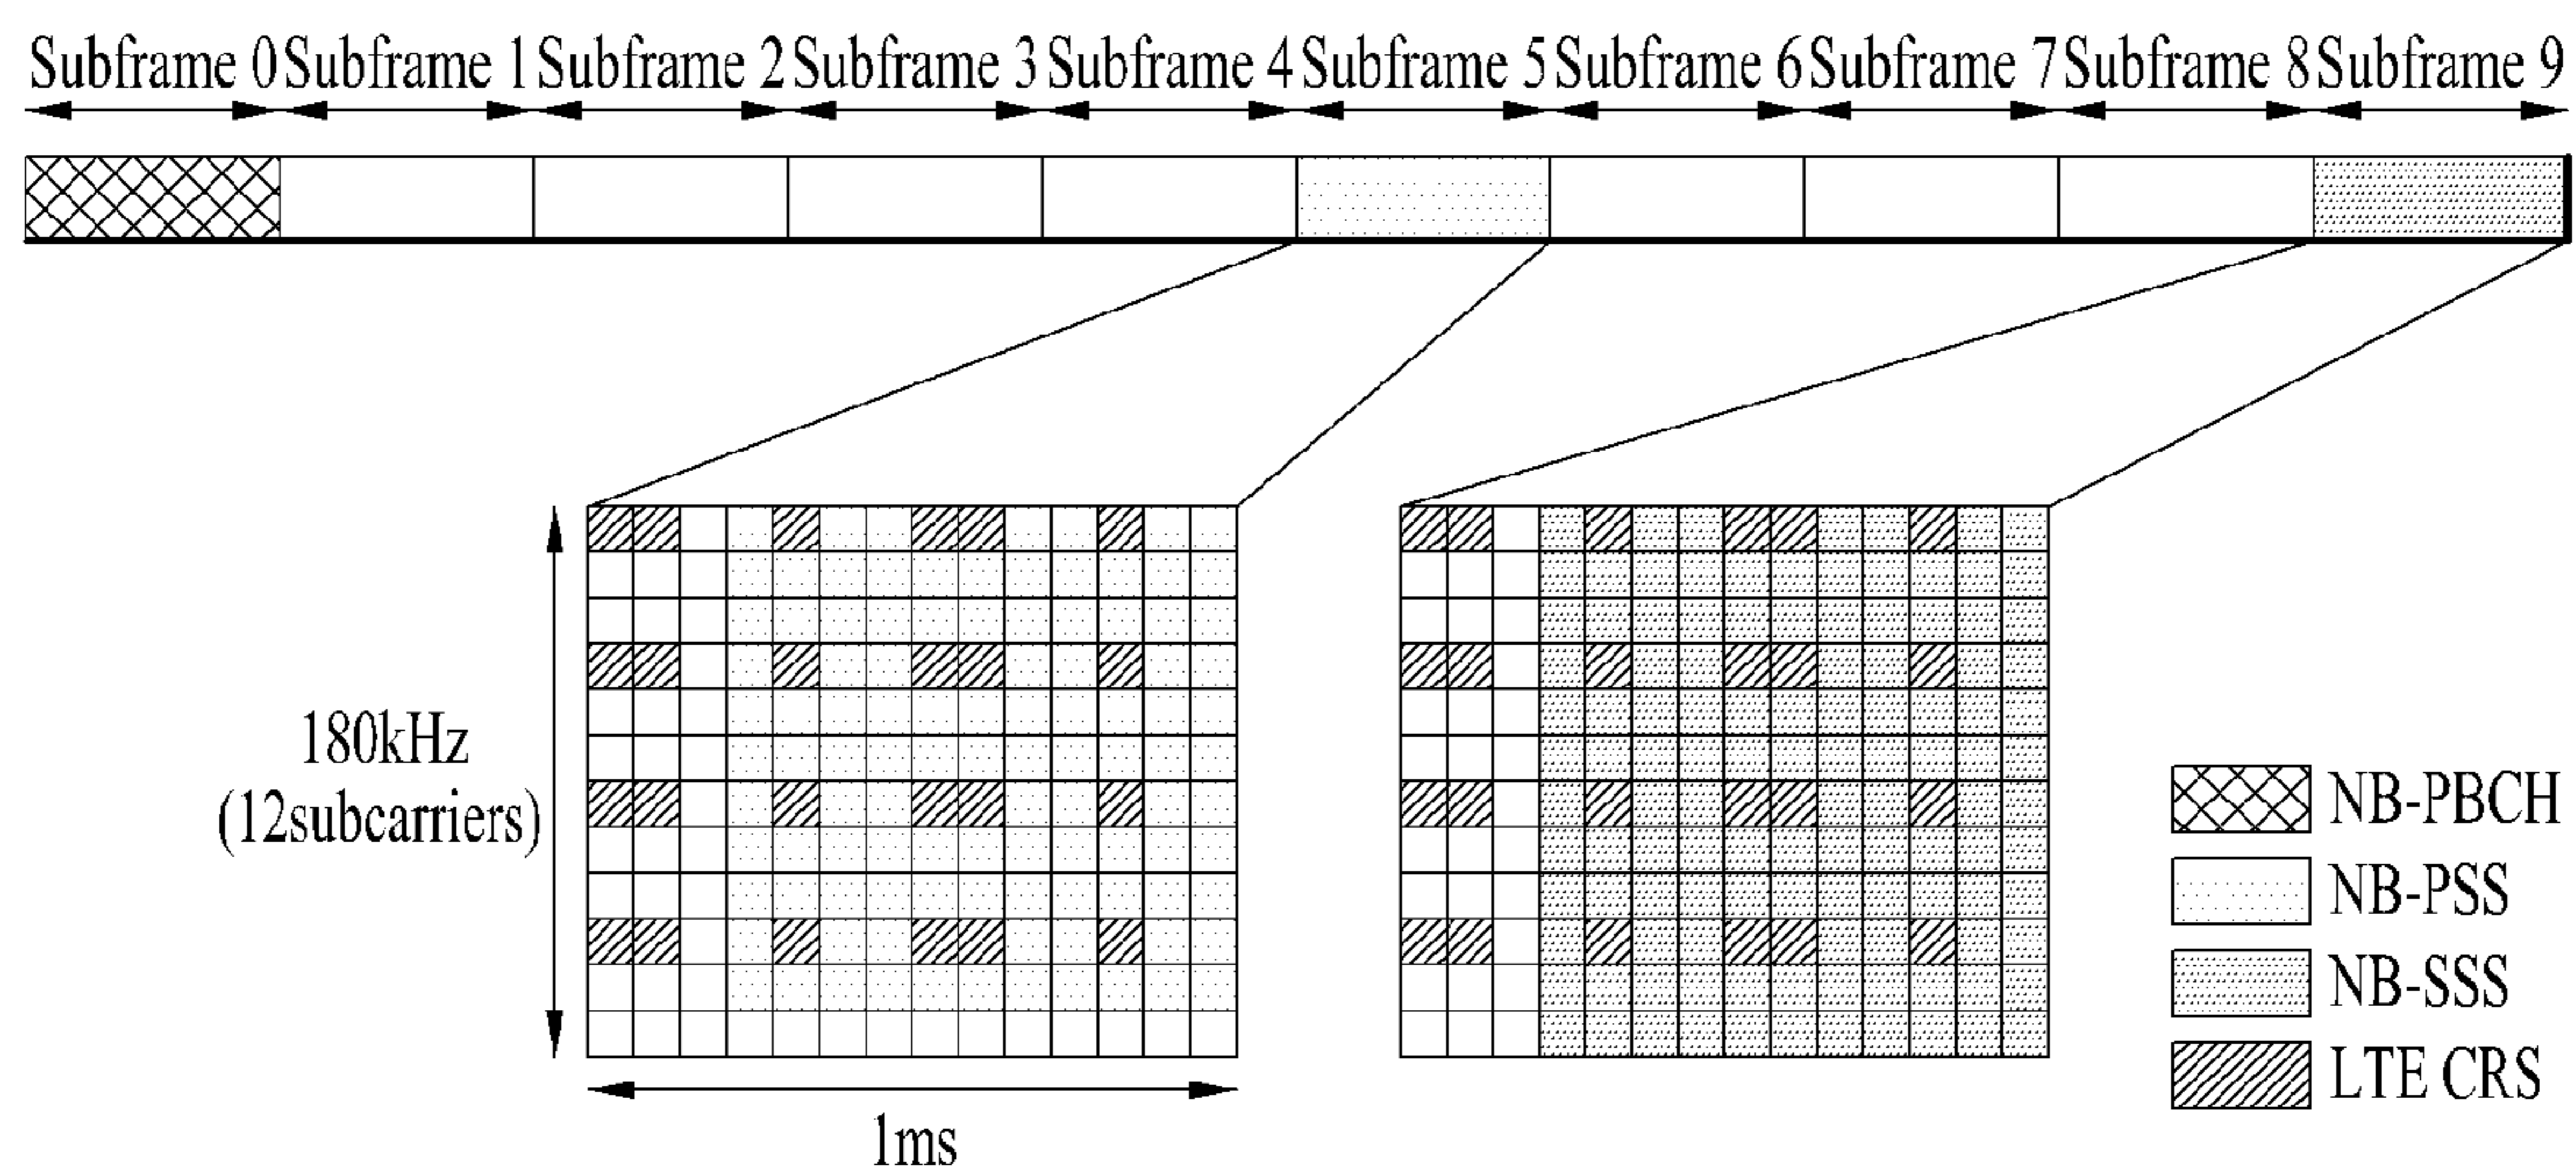 Subframe 0 Subframe 1 Subframe 2 Subframe 3 Subframe 4 Subframe 5 Subframe 6 Subframe 7 Subframe 8 Subframe 9
180kHz
(12subcarriers)
1ms
NB-PBCH
NB-PSS
NB-SSS
LTE CRS